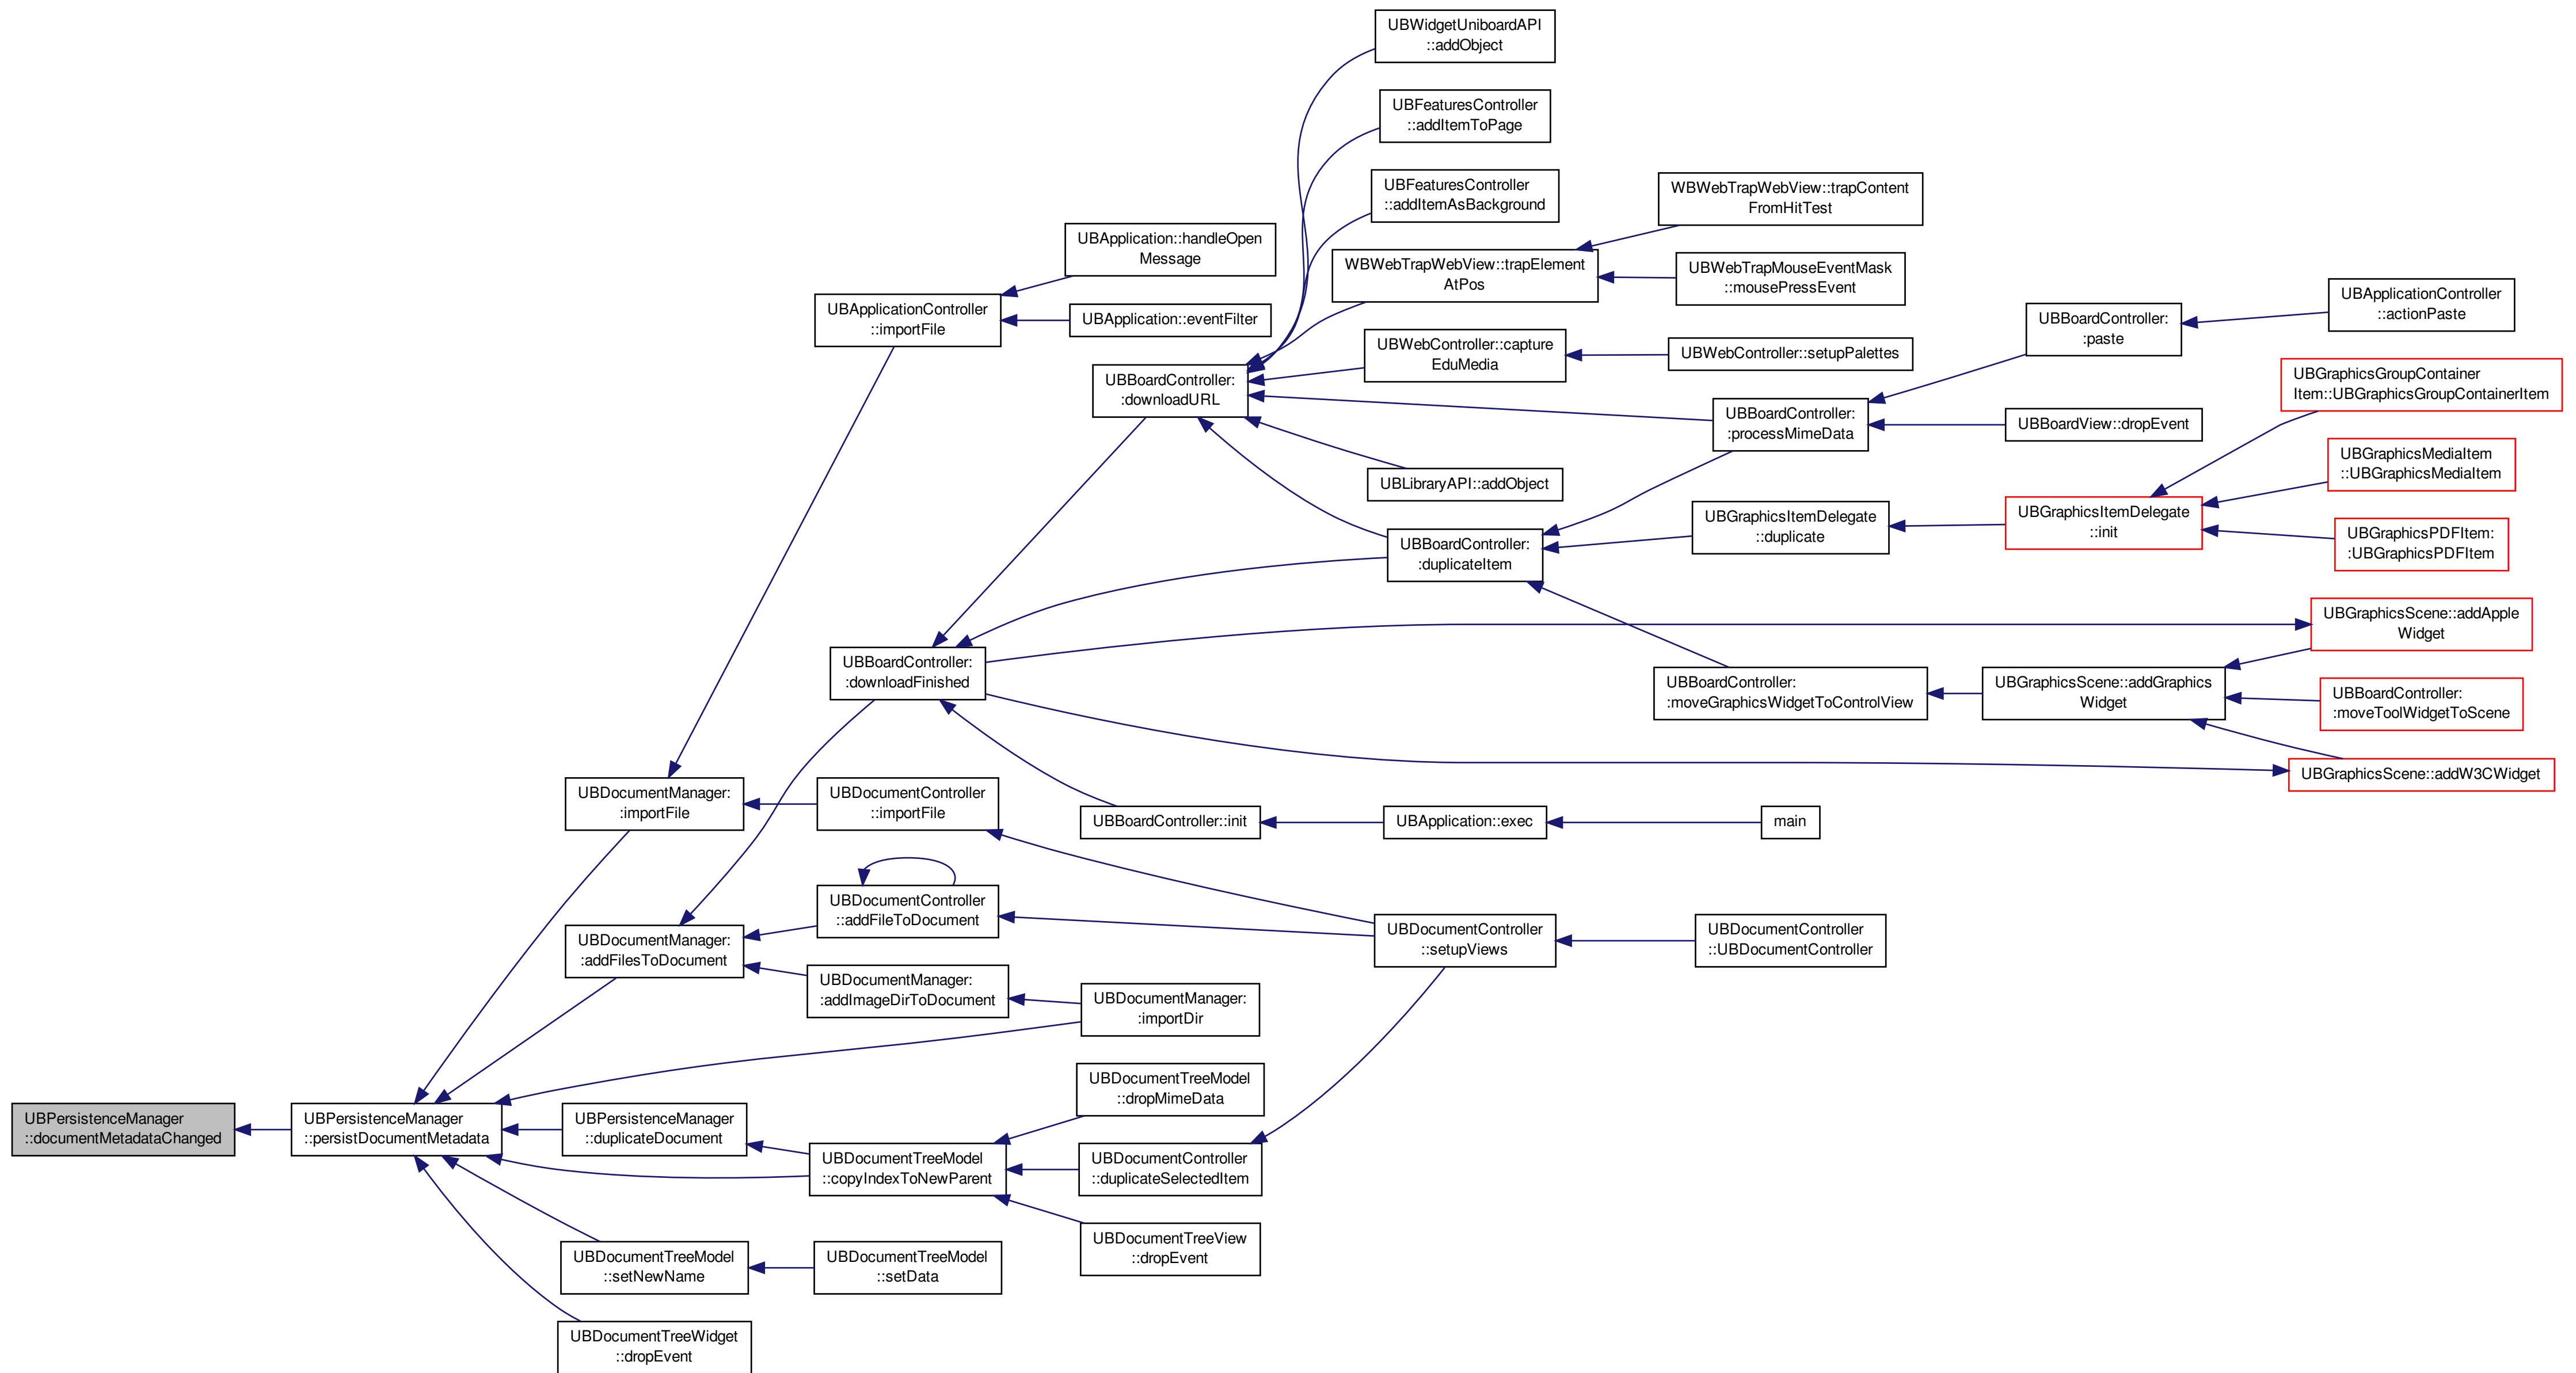 UBWidgetUniboardAPI
::addObject
UBFeaturesController
::addItemToPage
UBFeaturesController
::addItemAsBackground
WBWebTrapWebView::trapContent
FromHitTest
UBApplication::handleOpen
Message
WBWebTrapWebView::trapElement
AtPos
UBWebTrapMouseEventMask
::mousePressEvent
UBApplicationController
::actionPaste
UBApplicationController
::importFile
UBApplication::eventFilter
UBBoardController:
:paste
UBWebController::capture
EduMedia
UBWebController::setupPalettes
UBBoardController:
:downloadURL
UBGraphicsGroupContainer
Item::UBGraphicsGroupContainerItem
UBBoardController:
:processMimeData
UBBoardView::dropEvent
UBGraphicsMediaItem
::UBGraphicsMediaItem
UBLibraryAPI::addObject
UBGraphicsItemDelegate
::duplicate
UBGraphicsItemDelegate
::init
UBGraphicsPDFItem:
:UBGraphicsPDFItem
UBBoardController:
:duplicateItem
UBGraphicsScene::addApple
Widget
UBBoardController:
:downloadFinished
UBBoardController:
:moveGraphicsWidgetToControlView
UBGraphicsScene::addGraphics
Widget
UBBoardController:
:moveToolWidgetToScene
UBGraphicsScene::addW3CWidget
UBDocumentManager:
:importFile
UBDocumentController
::importFile
UBBoardController::init
UBApplication::exec
main
UBDocumentController
::addFileToDocument
UBDocumentManager:
:addFilesToDocument
UBDocumentController
::setupViews
UBDocumentController
::UBDocumentController
UBDocumentManager:
:addImageDirToDocument
UBDocumentManager:
:importDir
UBDocumentTreeModel
::dropMimeData
UBPersistenceManager
::documentMetadataChanged
UBPersistenceManager
::persistDocumentMetadata
UBPersistenceManager
::duplicateDocument
UBDocumentTreeModel
::copyIndexToNewParent
UBDocumentController
::duplicateSelectedItem
UBDocumentTreeView
::dropEvent
UBDocumentTreeModel
::setNewName
UBDocumentTreeModel
::setData
UBDocumentTreeWidget
::dropEvent